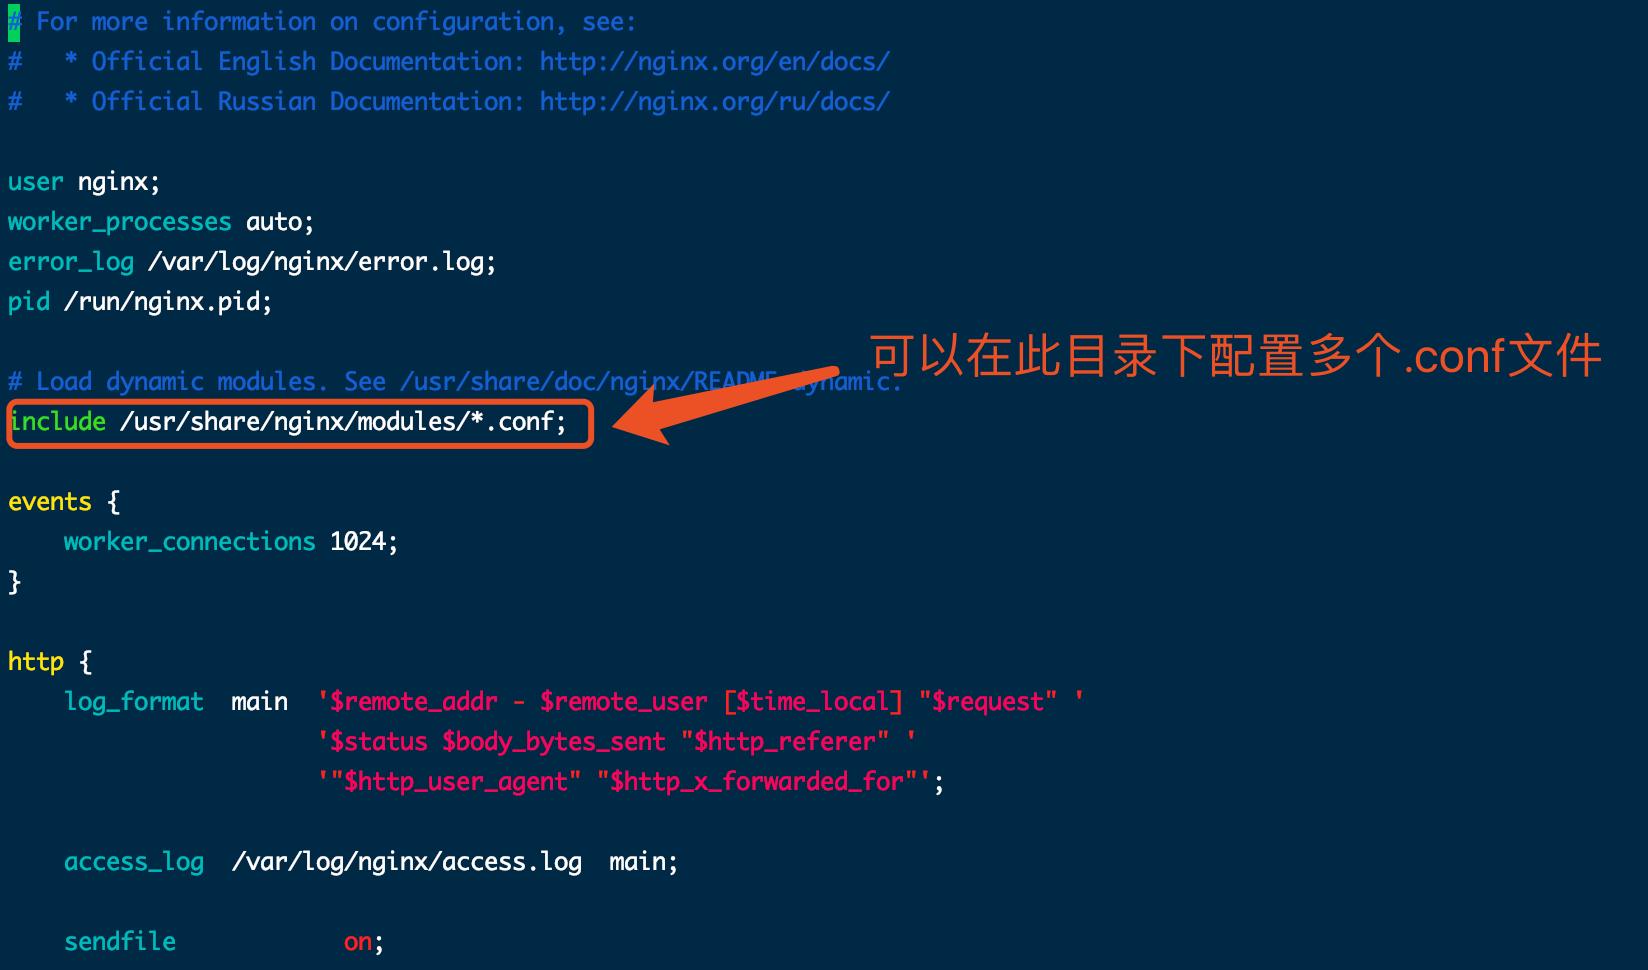 # For more information on configuration, see:
#   * Official English Documentation: http://nginx.org/en/docs/
#   * Official Russian Documentation: http://nginx.org/ru/docs/
user nginx;
worker_processes auto;
error_log /var/log/nginx/error.log;
pid /run/nginx.pid;
可以在此目录下配置多个.conf文件
# Load dynamic modules. See /usr/share/doc/nginx/README.dynamic.
include /usr/share/nginx/modules/*.conf;
events {
    worker_connections 1024;
}
http {
    log_format  main  '$remote_addr - $remote_user [$time_local] "$request" '
                      '$status $body_bytes_sent "$http_referer" '
                      '"$http_user_agent" "$http_x_forwarded_for"';
    access_log  /var/log/nginx/access.log  main;
    sendfile            on;